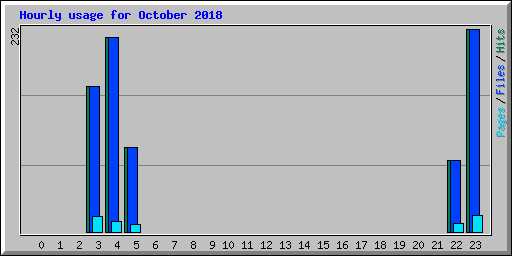 Hourly usage for October 2018
232
Pages/Files/Hits
0 1 2 3 4 5 6 7 8 9 10 11 12 13 14 15 16 17 18 19 20 21 22 23